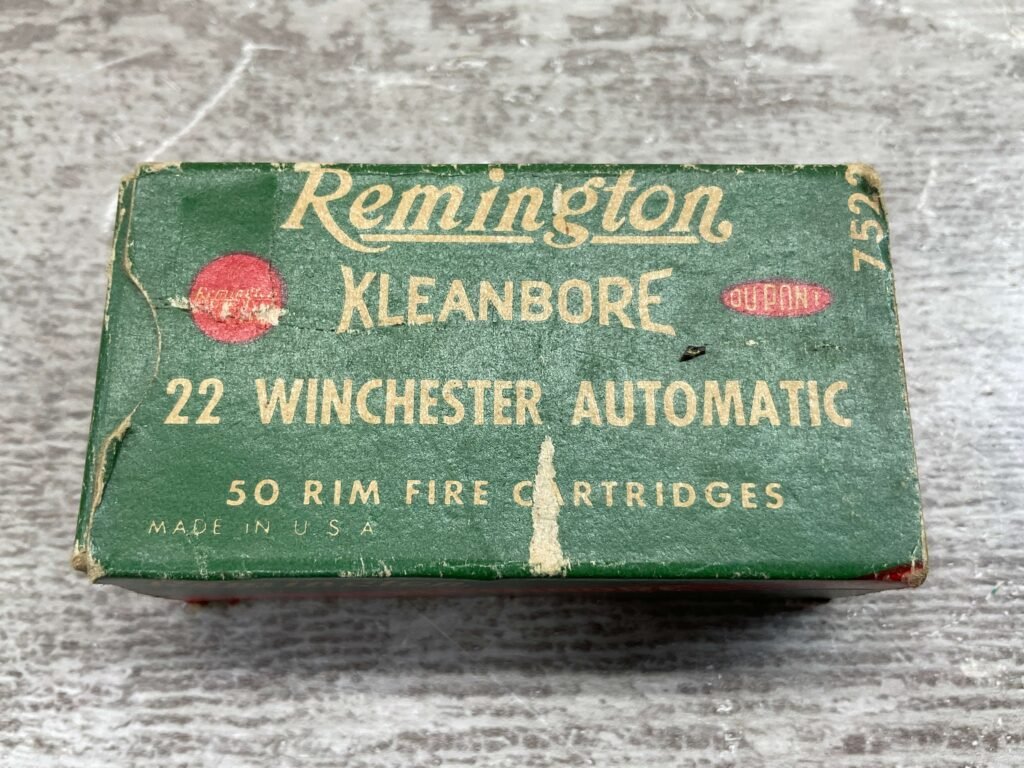 Remington
KLEANBORE
DU PONT
7522
22 WINCHESTER AUTOMATIC
50 RIM FIRE CARTRIDGES
MADE IN U S A